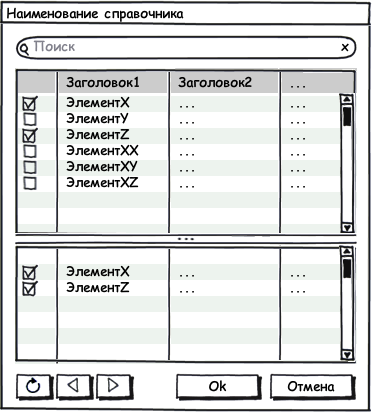 Наименование справочника
Поиск x
Заголовок1 Заголовок2 ...
ЭлементX ... ...
ЭлементY ... ...
ЭлементZ ... ...
ЭлементXX ... ...
ЭлементXY ... ...
ЭлементXZ ... ...
...
ЭлементX ... ...
ЭлементZ ... ...
Ok Отмена